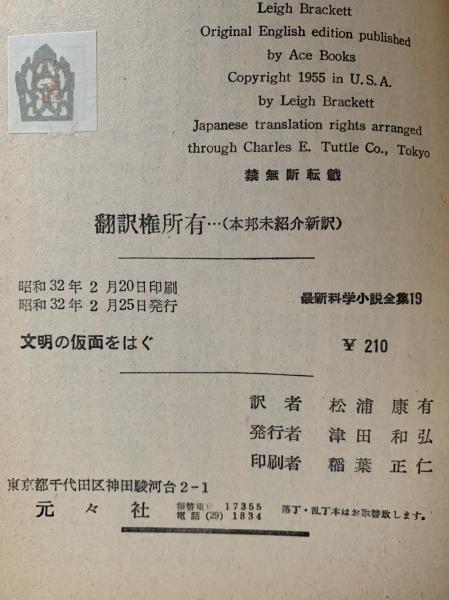 Leigh Brackett
Original English edition published
by Ace Books
Copyright 1955 in U.S.A.
by Leigh Brackett
Japanese translation rights arranged
through Charles E. Tuttle Co., Tokyo
禁無断転載
翻訳権所有…(本邦未紹介新訳)
昭和32年2月20日印刷
昭和32年2月25日発行
最新科学小説全集19
文明の仮面をはぐ
¥ 210
訳者 松浦康有
発行者 津田和弘
印刷者 稲葉正仁
東京都千代田区神田駿河台2-1
元々社
振替東 17355
電話(29) 1834
落丁・乱丁本はお取替致します。